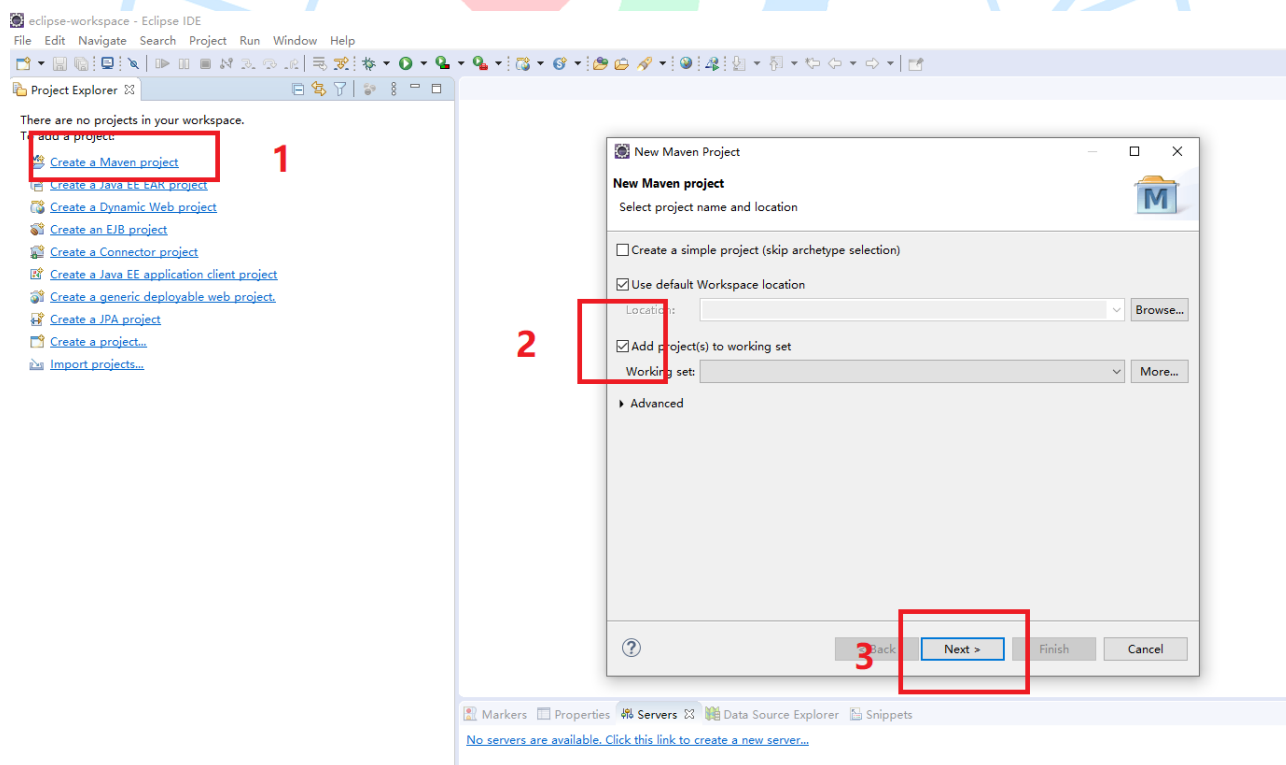 eclipse-workspace - Eclipse IDE
File Edit Navigate Search Project Run Window Help
Project Explorer
There are no projects in your workspace.
To add a project:
Create a Maven project
1
Create a Java EE EAR project
Create a Dynamic Web project
Create an EJB project
Create a Connector project
Create a Java EE application client project
Create a generic deployable web project.
Create a JPA project
Create a project...
Import projects...
New Maven Project
New Maven project
Select project name and location
M
Create a simple project (skip archetype selection)
Use default Workspace location
Location:
Browse...
2
Add project(s) to working set
Working set:
More...
Advanced
?
3
< Back
Next >
Finish
Cancel
Markers Properties Servers Data Source Explorer Snippets
No servers are available. Click this link to create a new server...